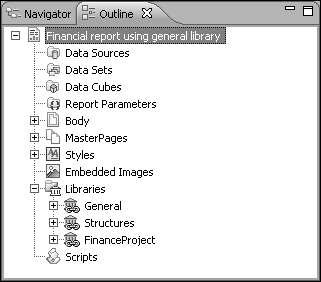 Navigator Outline
Financial report using general library
Data Sources
Data Sets
Data Cubes
Report Parameters
Body
MasterPages
Styles
Embedded Images
Libraries
General
Structures
FinanceProject
Scripts